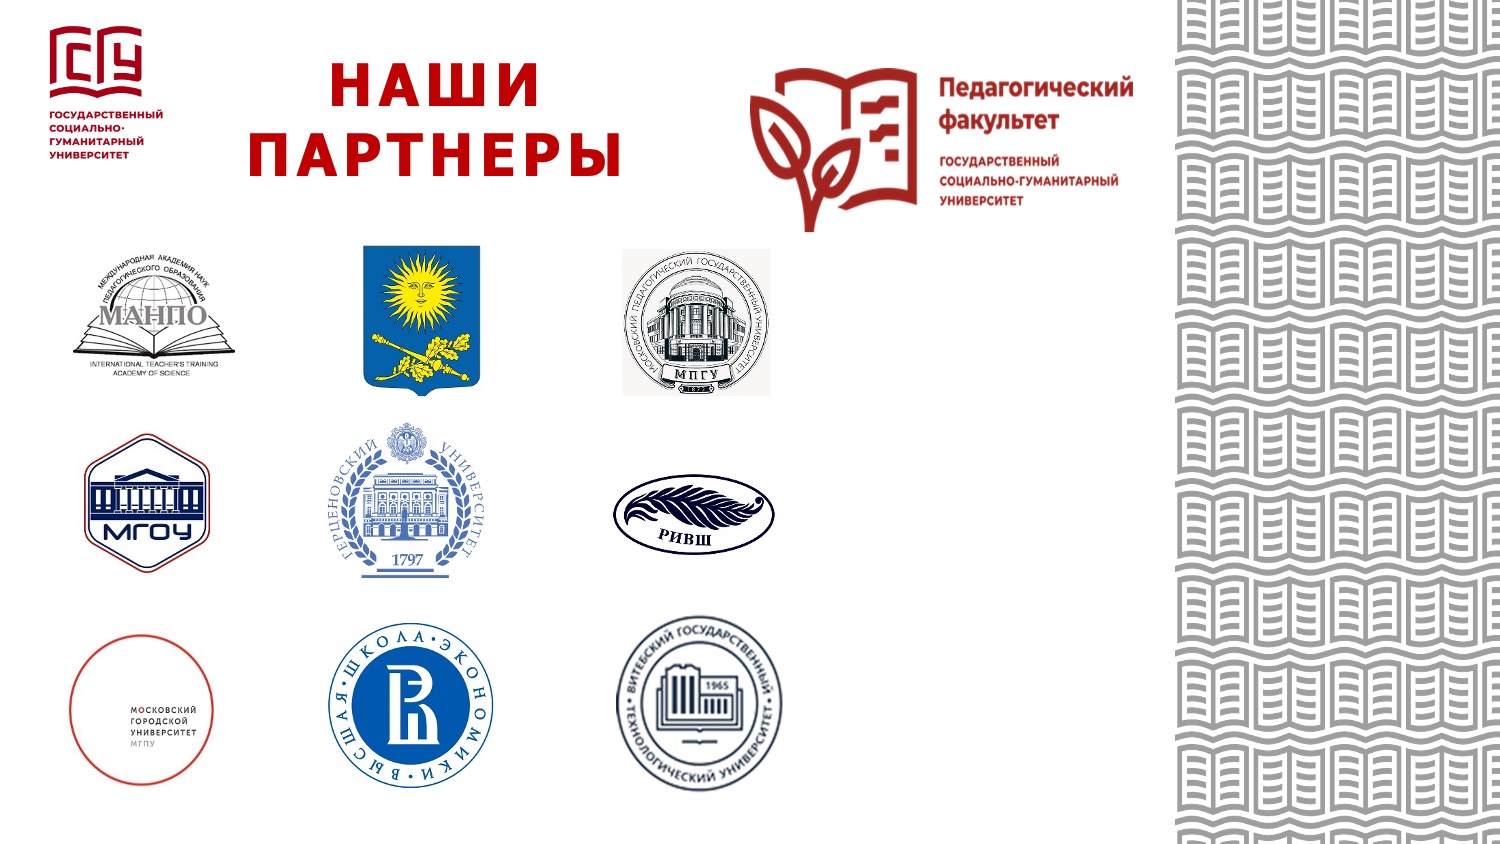 ГСГУ
ГОСУДАРСТВЕННЫЙ
СОЦИАЛЬНО-
ГУМАНИТАРНЫЙ
УНИВЕРСИТЕТ
НАШИ
ПАРТНЕРЫ
Педагогический
факультет
ГОСУДАРСТВЕННЫЙ
СОЦИАЛЬНО-ГУМАНИТАРНЫЙ
УНИВЕРСИТЕТ
МЕЖДУНАРОДНАЯ АКАДЕМИЯ НАУК
ПЕДАГОГИЧЕСКОГО ОБРАЗОВАНИЯ
МАНПО
INTERNATIONAL TEACHER'S TRAINING
ACADEMY OF SCIENCE
МОСКОВСКИЙ ПЕДАГОГИЧЕСКИЙ ГОСУДАРСТВЕННЫЙ УНИВЕРСИТЕТ
МПГУ
1872
МГОУ
ГЕРЦЕНОВСКИЙ УНИВЕРСИТЕТ
1797
РИВШ
МОСКОВСКИЙ
ГОРОДСКОЙ
УНИВЕРСИТЕТ
МГПУ
ВЫСШАЯ • ШКОЛА • ЭКОНОМИКИ •
ВИТЕБСКИЙ ГОСУДАРСТВЕННЫЙ
1965
ТЕХНОЛОГИЧЕСКИЙ УНИВЕРСИТЕТ